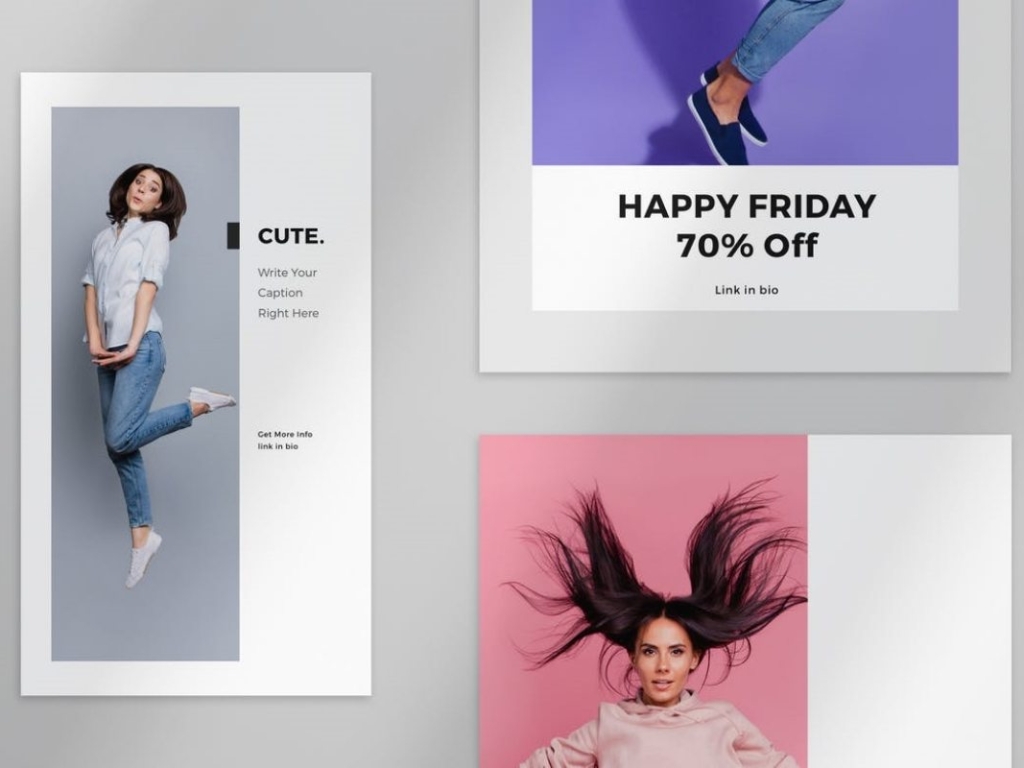 CUTE.
Write Your
Caption
Right Here
Get More Info
link in bio
HAPPY FRIDAY
70% Off
Link in bio